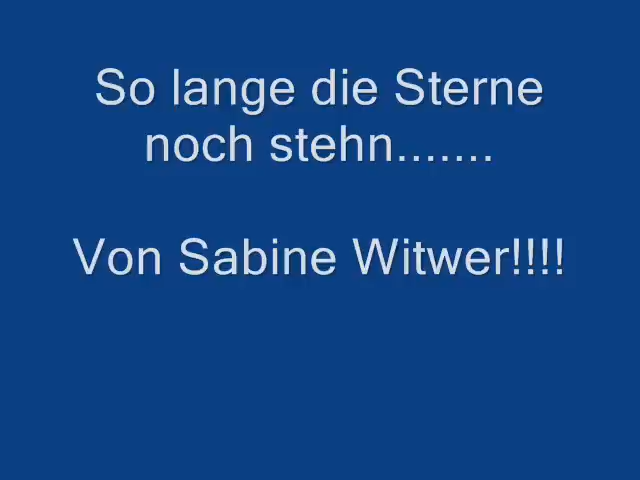 So lange die Sterne
noch stehn.......
Von Sabine Witwer!!!!